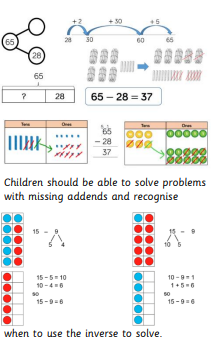 + 2 + 30 + 5
65 28
28 30 60 65
65
? 28
65 − 28 = 37
Tens Ones
65
− 28
37
Tens Ones
Children should be able to solve problems
with missing addends and recognise
15 − 9
5 4
15 − 9
10 5
15 − 5 = 10
10 − 4 = 6
so
15 − 9 = 6
10 − 9 = 1
1 + 5 = 6
so
15 − 9 = 6
when to use the inverse to solve.